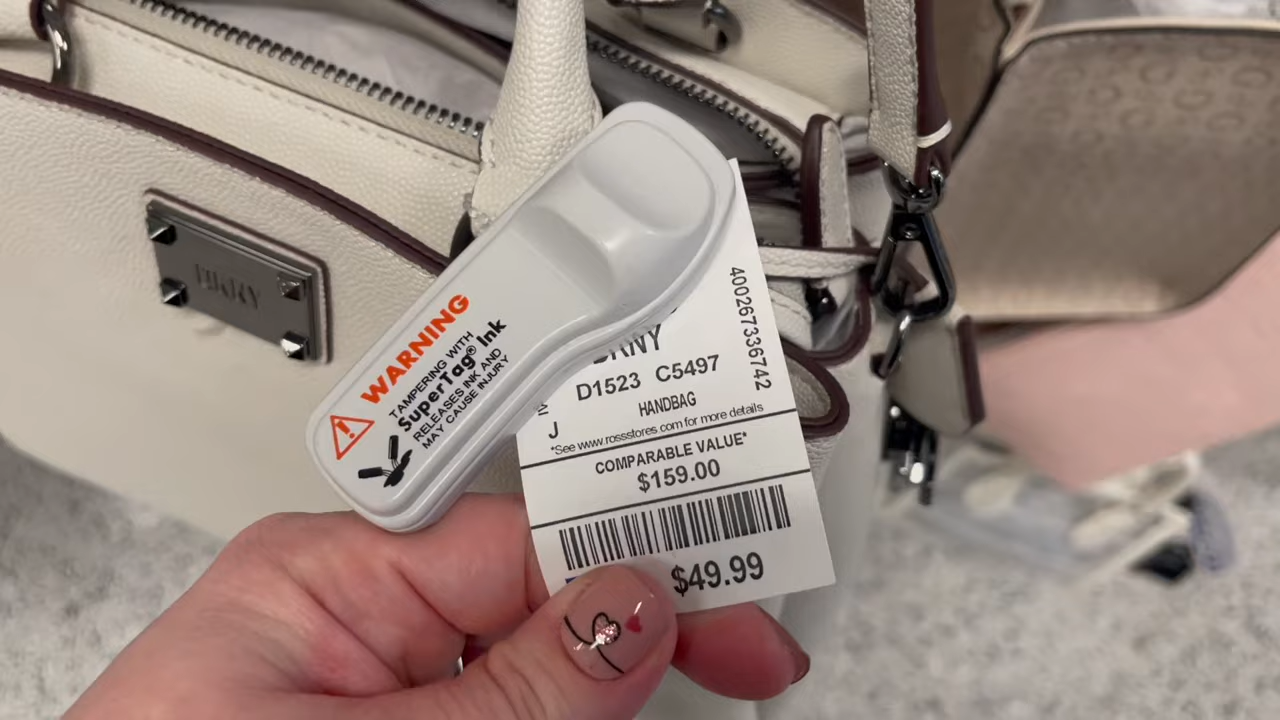 DKNY
WARNING
TAMPERING WITH
SuperTag® Ink
RELEASES INK AND
MAY CAUSE INJURY
DKNY
D1523 C5497
400267336742
HANDBAG
J
*See www.rossstores.com for more details
COMPARABLE VALUE*
$159.00
$49.99